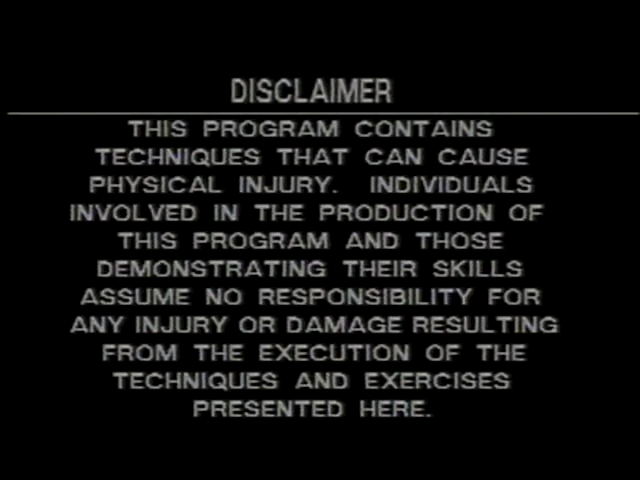 DISCLAIMER
THIS PROGRAM CONTAINS
TECHNIQUES THAT CAN CAUSE
PHYSICAL INJURY. INDIVIDUALS
INVOLVED IN THE PRODUCTION OF
THIS PROGRAM AND THOSE
DEMONSTRATING THEIR SKILLS
ASSUME NO RESPONSIBILITY FOR
ANY INJURY OR DAMAGE RESULTING
FROM THE EXECUTION OF THE
TECHNIQUES AND EXERCISES
PRESENTED HERE.